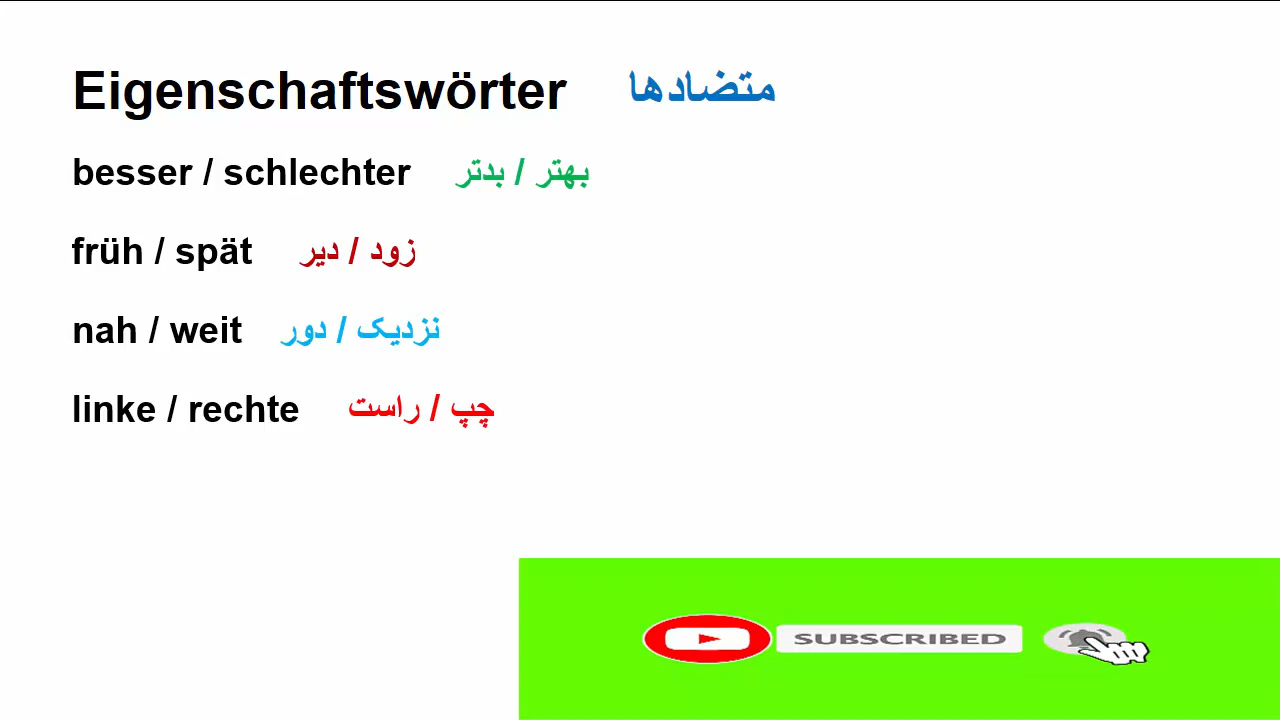 Eigenschaftswörter متضادها
besser / schlechter بهتر / بدتر
früh / spät زود / دیر
nah / weit نزدیک / دور
linke / rechte چپ / راست
SUBSCRIBED